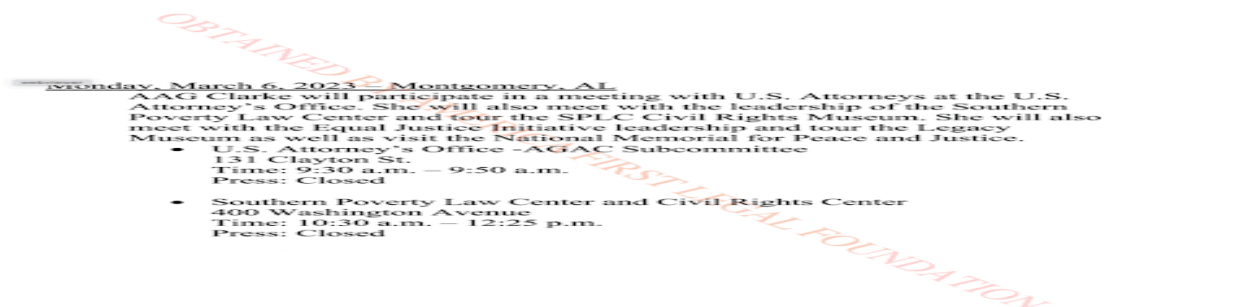 Monday, March 6, 2023 – Montgomery, AL
AAG Clarke will participate in a meeting with U.S. Attorneys at the U.S.
Attorney's Office. She will also meet with the leadership of the Southern
Poverty Law Center and tour the SPLC Civil Rights Museum. She will also
meet with the Equal Justice Initiative leadership and tour the Legacy
Museum as well as visit the National Memorial for Peace and Justice.
• U.S. Attorney's Office -AGAC Subcommittee
131 Clayton St.
Time: 9:30 a.m. – 9:50 a.m.
Press: Closed
• Southern Poverty Law Center and Civil Rights Center
400 Washington Avenue
Time: 10:30 a.m. – 12:25 p.m.
Press: Closed
OBTAINED BY AMERICA FIRST LEGAL FOUNDATION